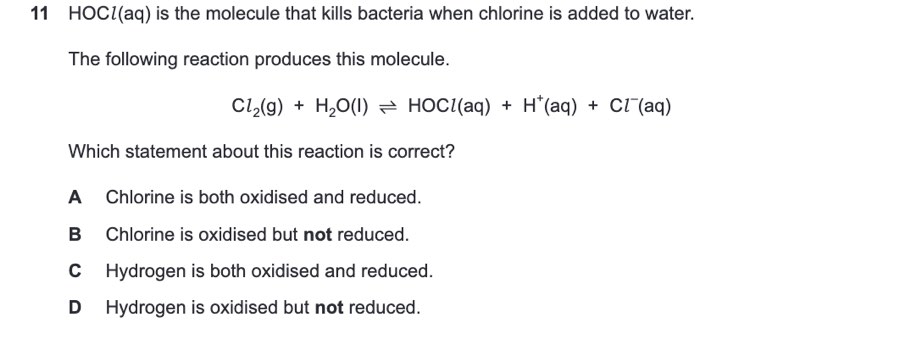 11 HOCl(aq) is the molecule that kills bacteria when chlorine is added to water.
The following reaction produces this molecule.
Cl₂(g) + H₂O(l) ⇌ HOCl(aq) + H⁺(aq) + Cl⁻(aq)
Which statement about this reaction is correct?
A Chlorine is both oxidised and reduced.
B Chlorine is oxidised but not reduced.
C Hydrogen is both oxidised and reduced.
D Hydrogen is oxidised but not reduced.